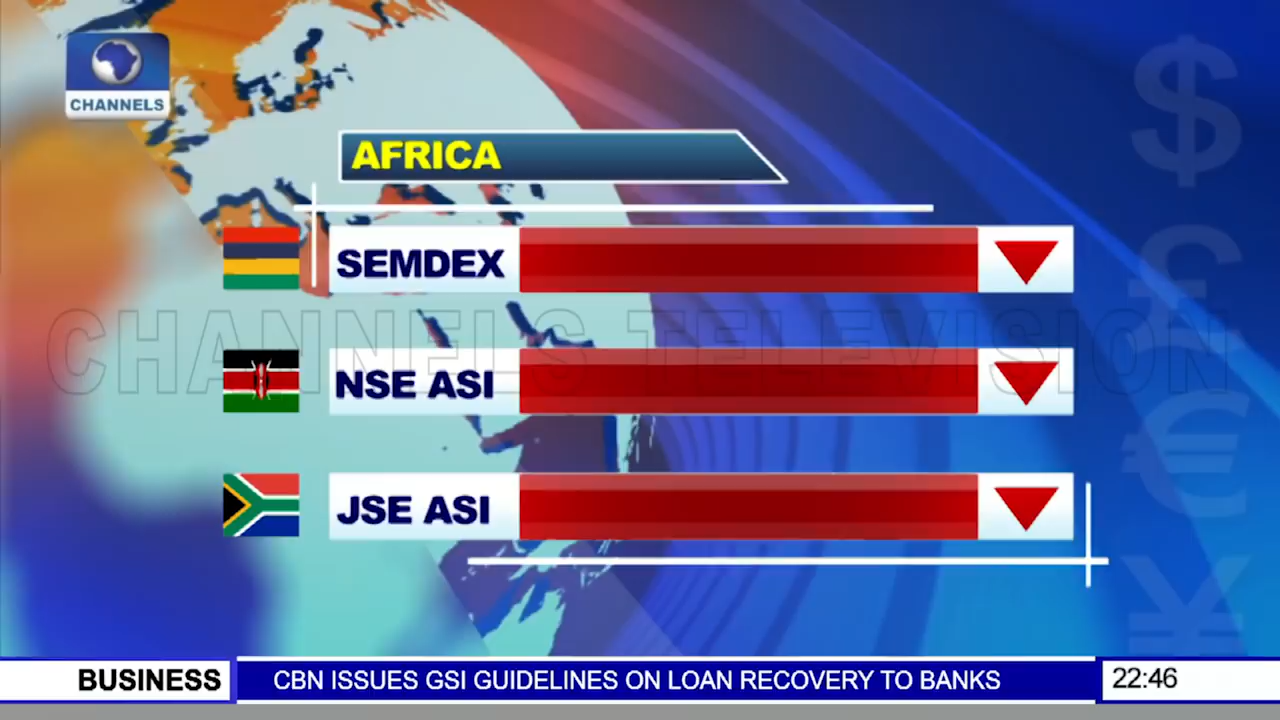 CHANNELS
AFRICA
SEMDEX
CHANNELS TELEVISION
NSE ASI
JSE ASI
$
£
€
¥
BUSINESS
CBN ISSUES GSI GUIDELINES ON LOAN RECOVERY TO BANKS
22:46